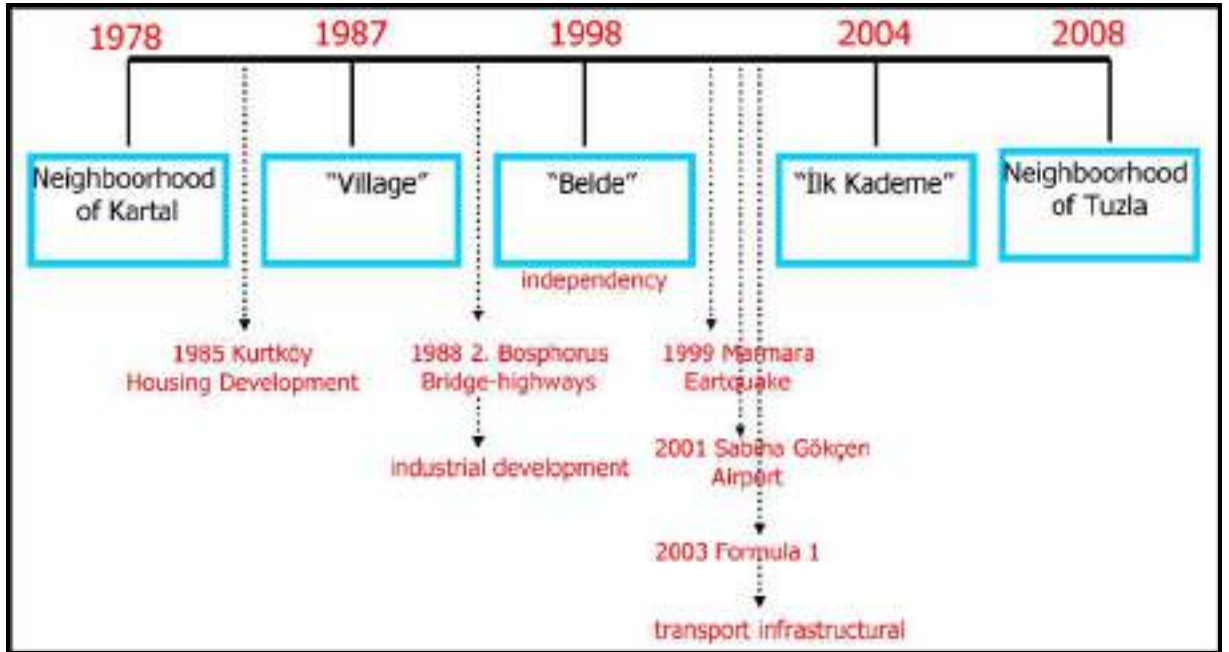 1978
1987
1998
2004
2008
Neighboorhood
of Kartal
"Village"
"Belde"
"İlk Kademe"
Neighboorhood
of Tuzla
independency
1985 Kurtköy
Housing Development
1988 2. Bosphorus
Bridge-highways
industrial development
1999 Marmara
Eartquake
2001 Sabiha Gökçen
Airport
2003 Formula 1
transport infrastructural